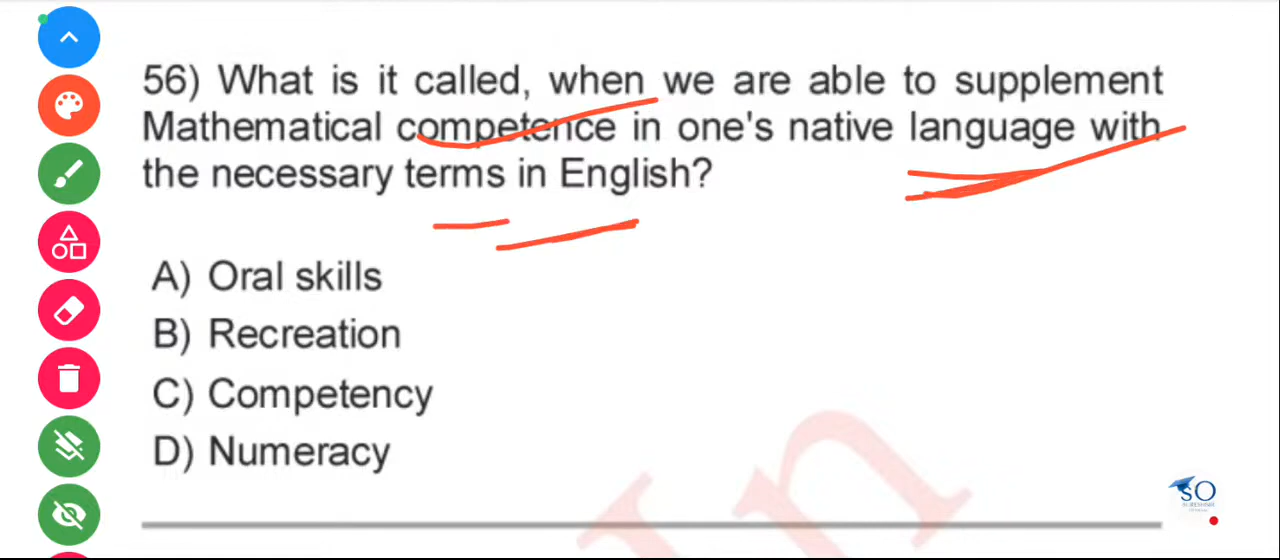 56) What is it called, when we are able to supplement
Mathematical competence in one's native language with
the necessary terms in English?
A) Oral skills
B) Recreation
C) Competency
D) Numeracy
in
SO